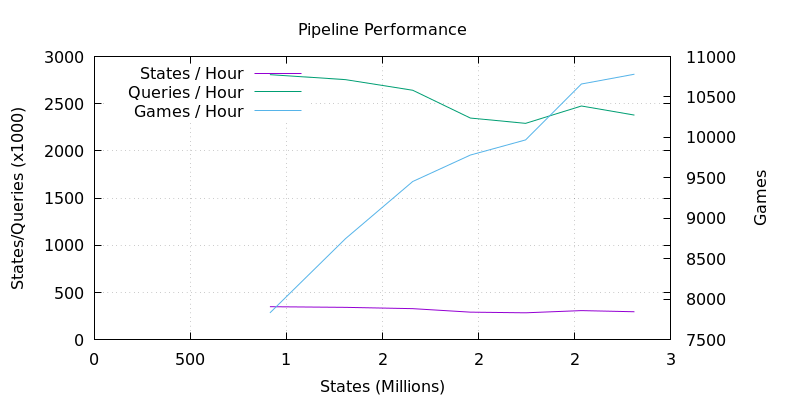 Pipeline Performance
States / Hour
Queries / Hour
Games / Hour
States/Queries (x1000)
3000
2500
2000
1500
1000
500
0
11000
10500
10000
9500
9000
8500
8000
7500
Games
0 500 1 2 2 2 3
States (Millions)